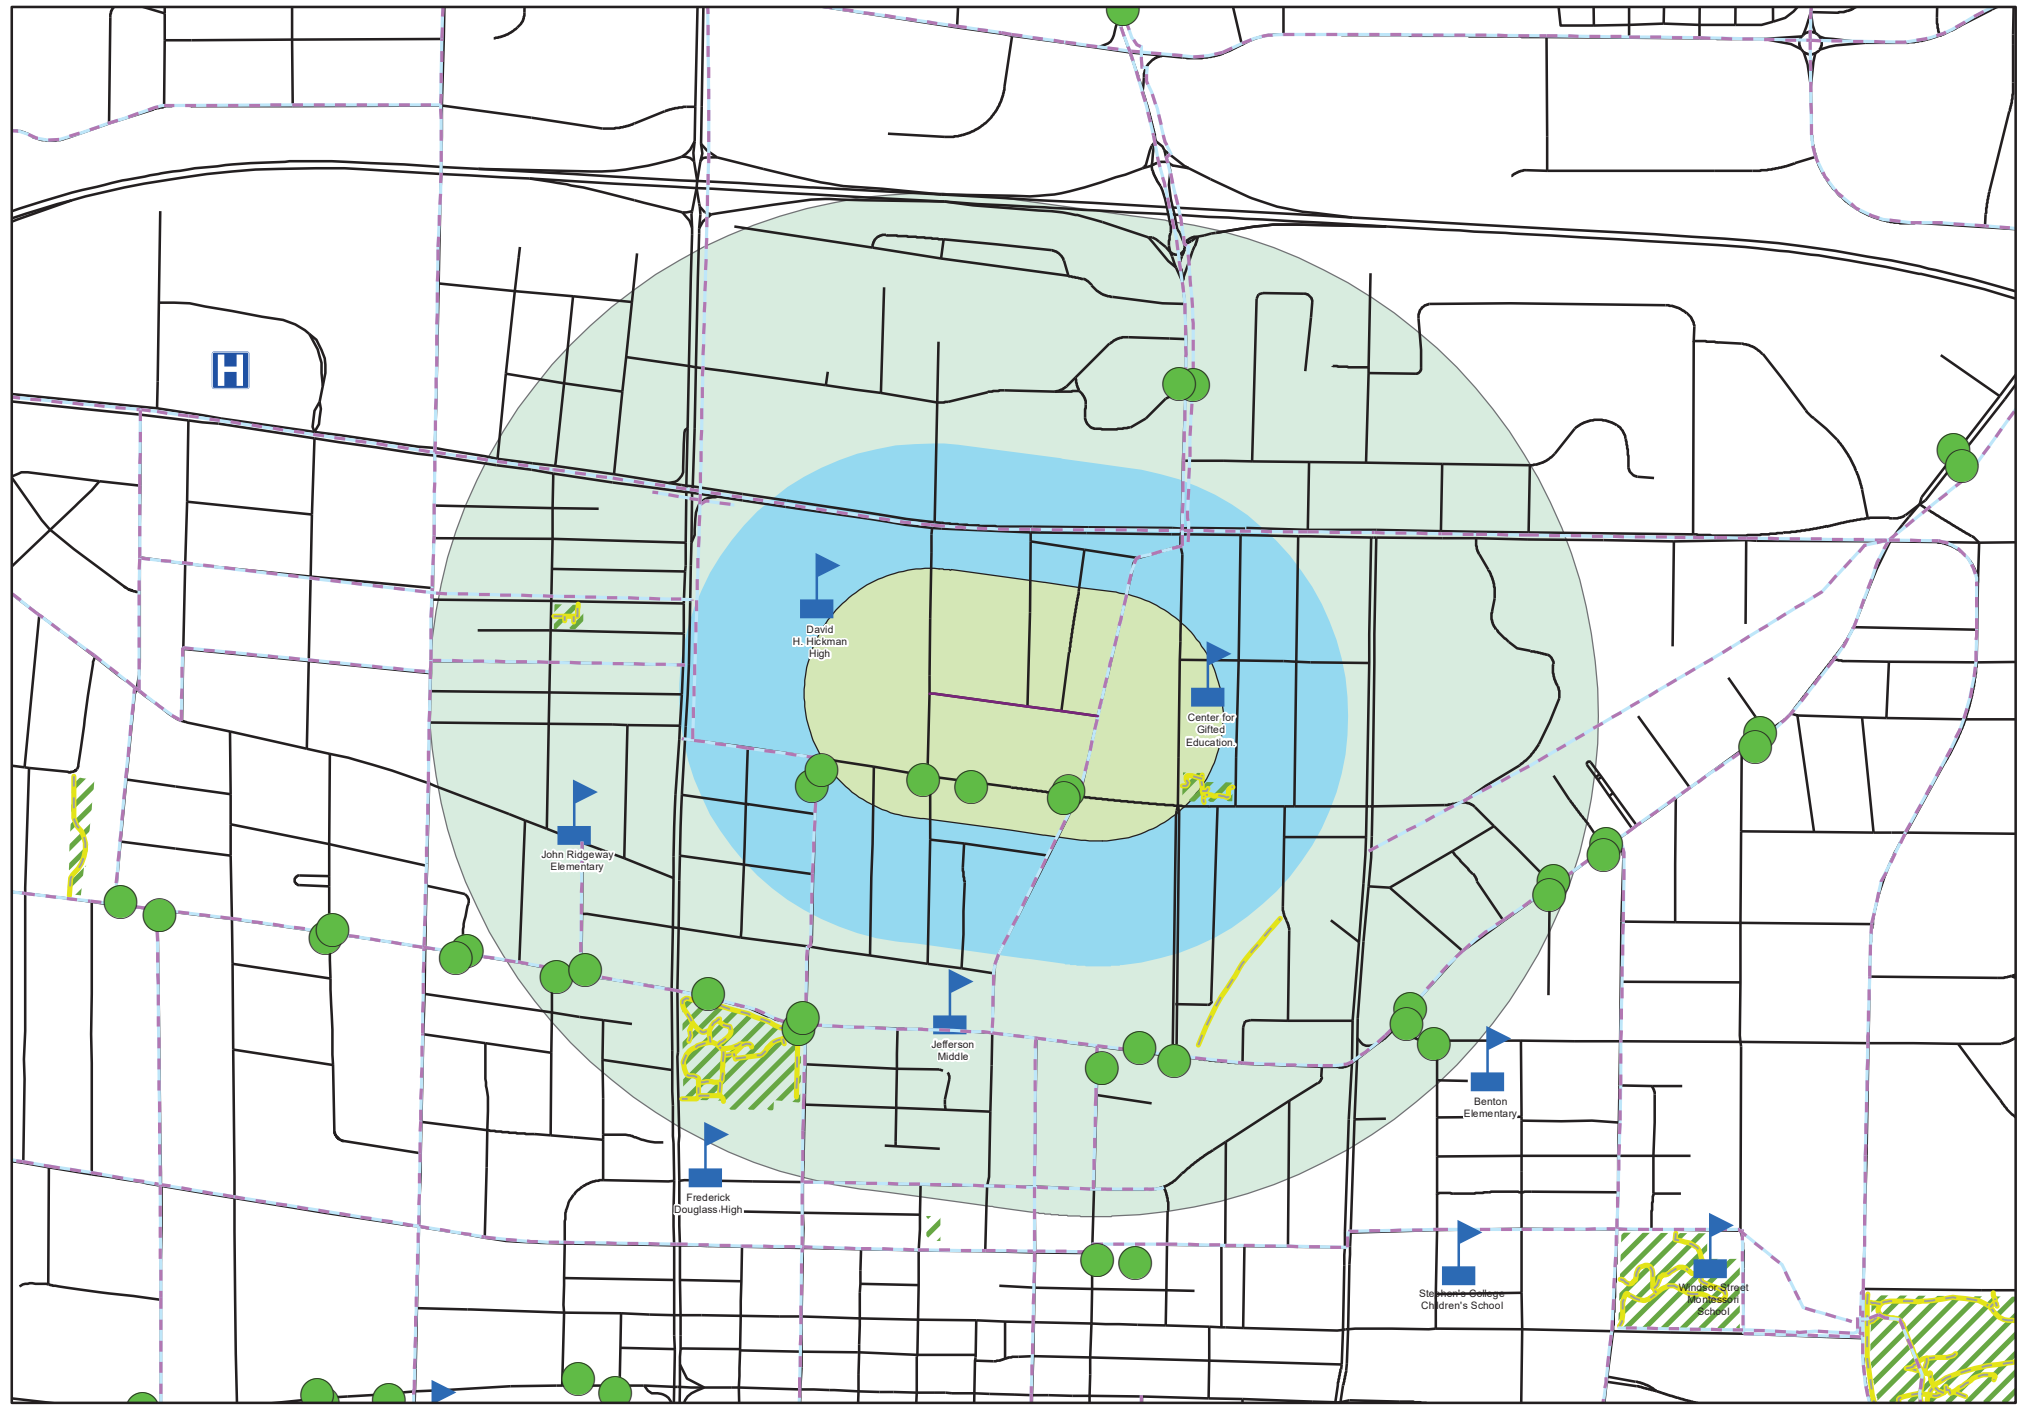 H
David
H. Hickman
High
Center for
Gifted
Education.
John Ridgeway
Elementary
Jefferson
Middle
Benton
Elementary
Frederick
Douglass High
Stephen's College
Children's School
Windsor Street
Montessori
School